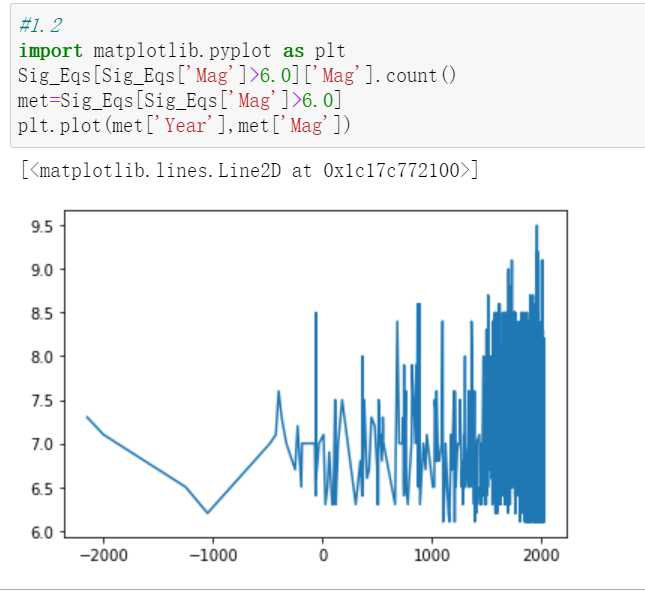 #1.2
import matplotlib.pyplot as plt
Sig_Eqs[Sig_Eqs['Mag']>6.0]['Mag'].count()
met=Sig_Eqs[Sig_Eqs['Mag']>6.0]
plt.plot(met['Year'],met['Mag'])
[<matplotlib.lines.Line2D at 0x1c17c772100>]
9.5
9.0
8.5
8.0
7.5
7.0
6.5
6.0
−2000 −1000 0 1000 2000